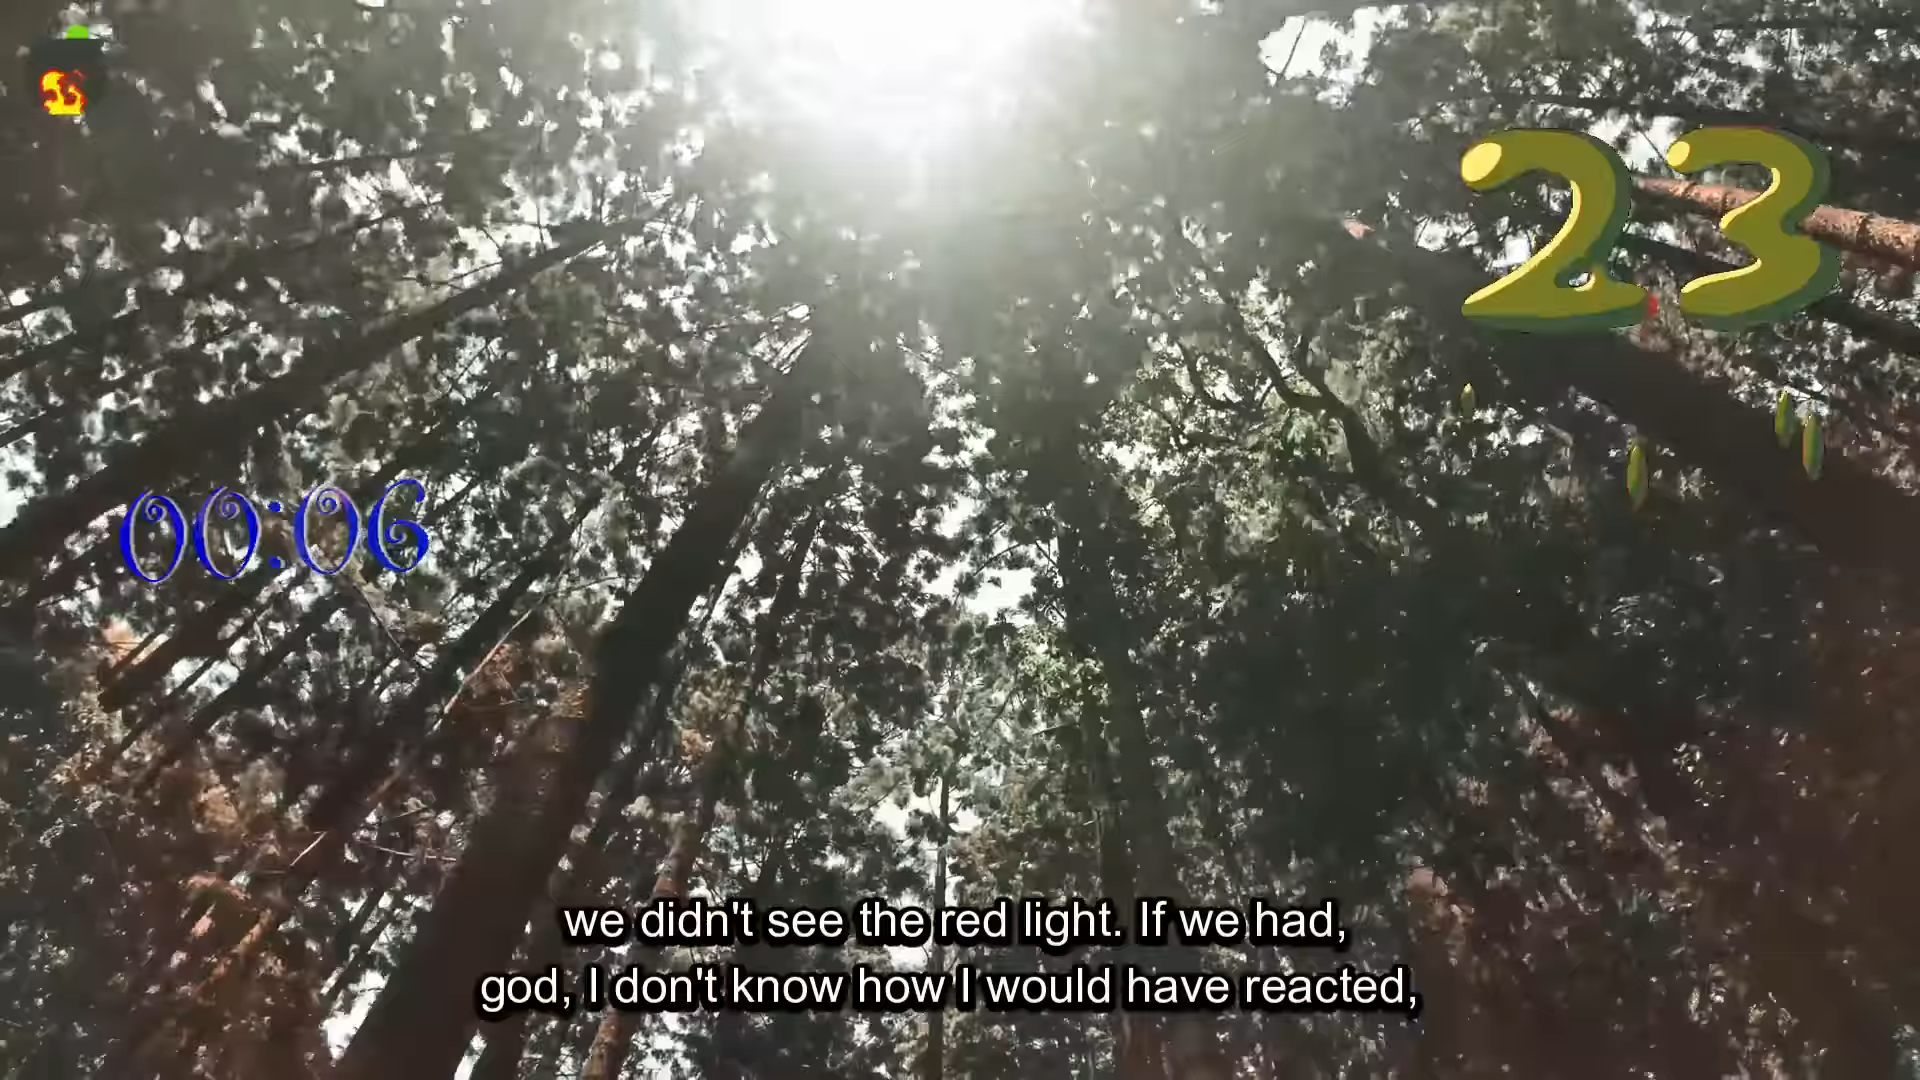 23
00:06
we didn't see the red light. If we had,
god, I don't know how I would have reacted,